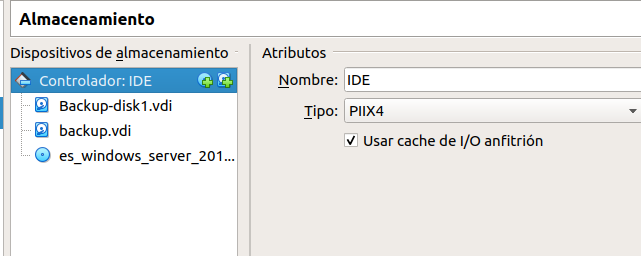 Almacenamiento
Dispositivos de almacenamiento
Controlador: IDE
Backup-disk1.vdi
backup.vdi
es_windows_server_201...
Atributos
Nombre: IDE
Tipo: PIIX4
Usar cache de I/O anfitrión